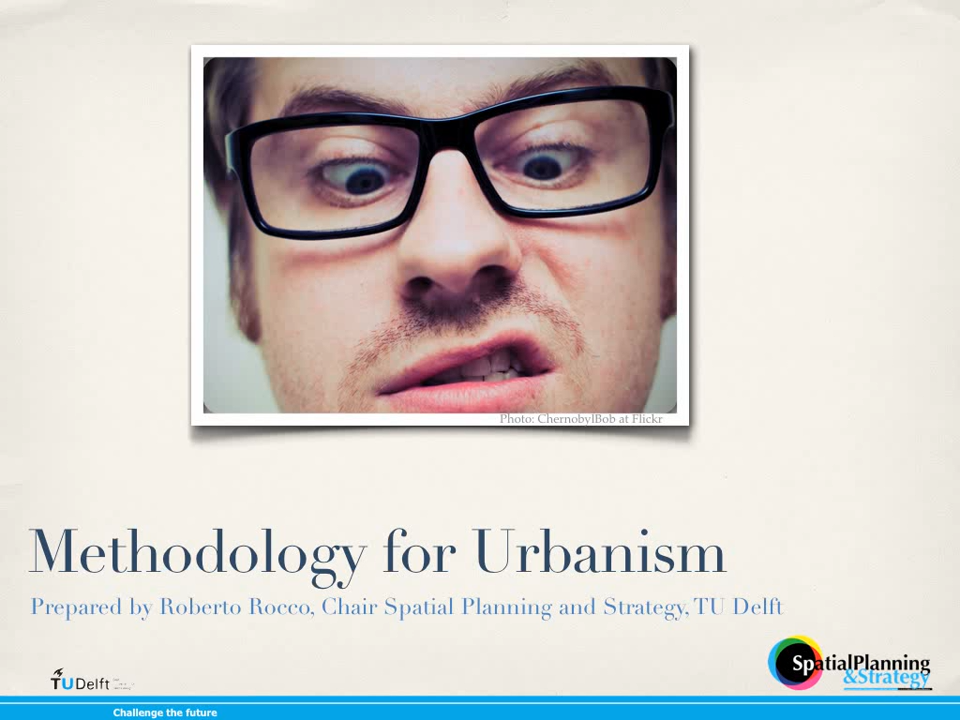 Photo: ChernobylBob at Flickr
Methodology for Urbanism
Prepared by Roberto Rocco, Chair Spatial Planning and Strategy, TU Delft
SpatialPlanning
&Strategy
TUDelft
Challenge the future